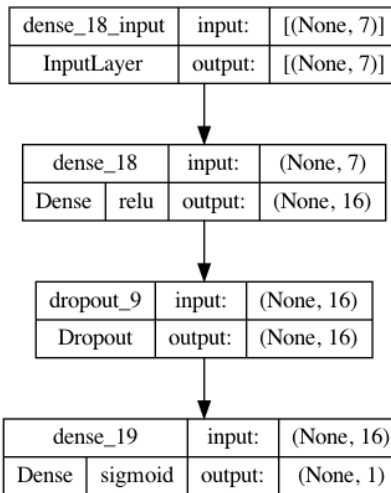 dense_18_input input: [(None, 7)]
InputLayer output: [(None, 7)]
dense_18 input: (None, 7)
Dense relu output: (None, 16)
dropout_9 input: (None, 16)
Dropout output: (None, 16)
dense_19 input: (None, 16)
Dense sigmoid output: (None, 1)